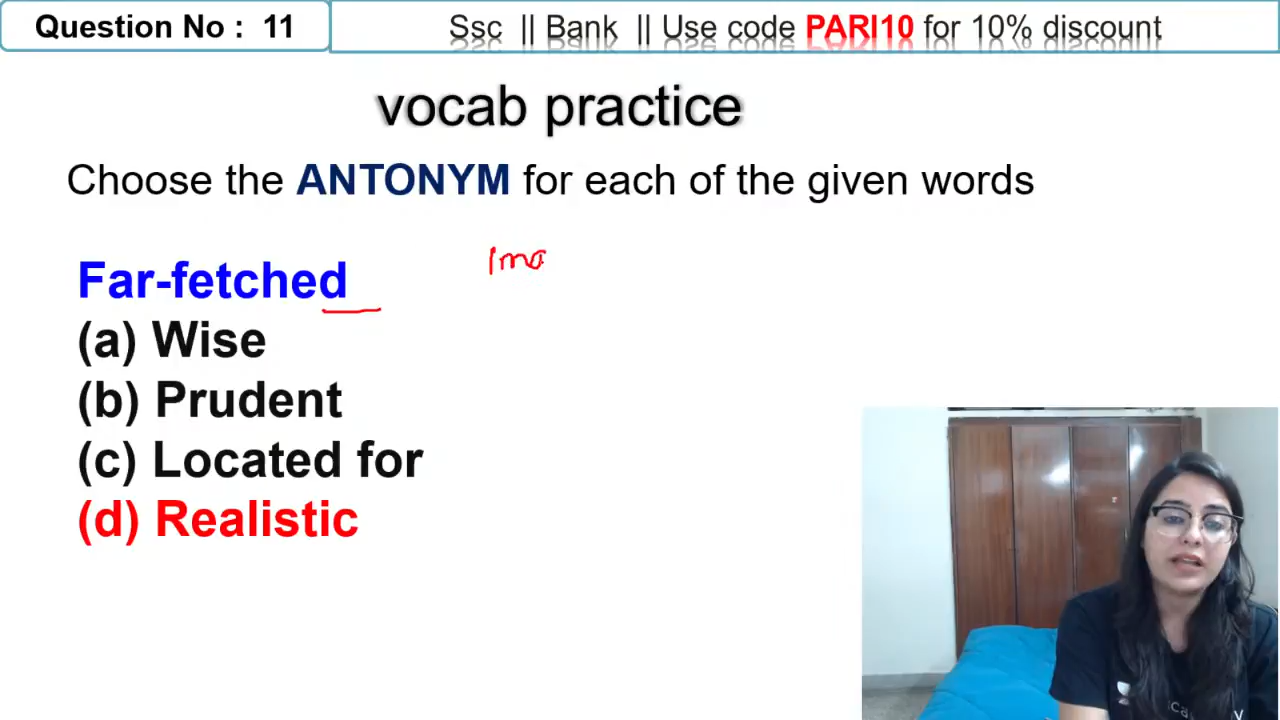 Question No : 11
Ssc || Bank || Use code PARI10 for 10% discount
vocab practice
Choose the ANTONYM for each of the given words
Far-fetched
Ima
(a) Wise
(b) Prudent
(c) Located for
(d) Realistic